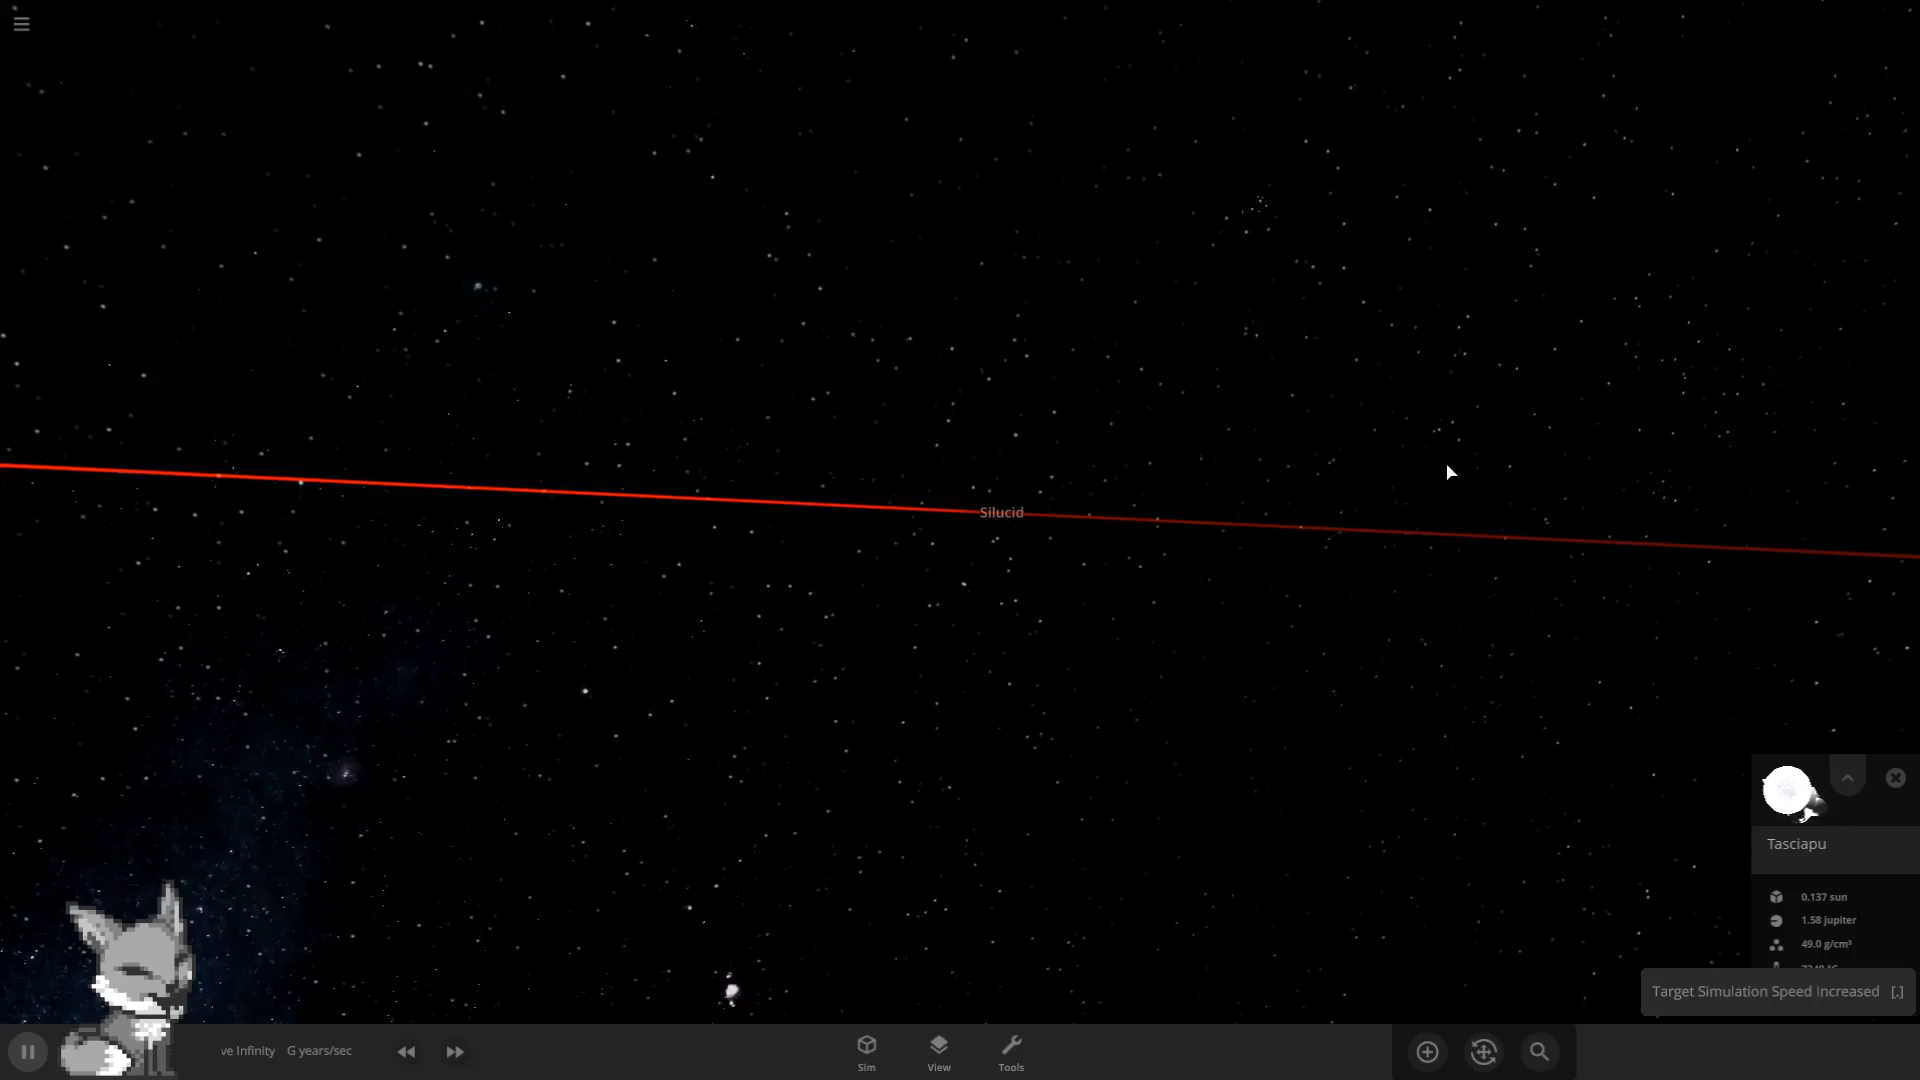 Silucid
Tasciapu
0.137 sun
1.58 jupiter
49.0 g/cm³
Target Simulation Speed Increased [.]
ve Infinity G years/sec
Sim
View
Tools